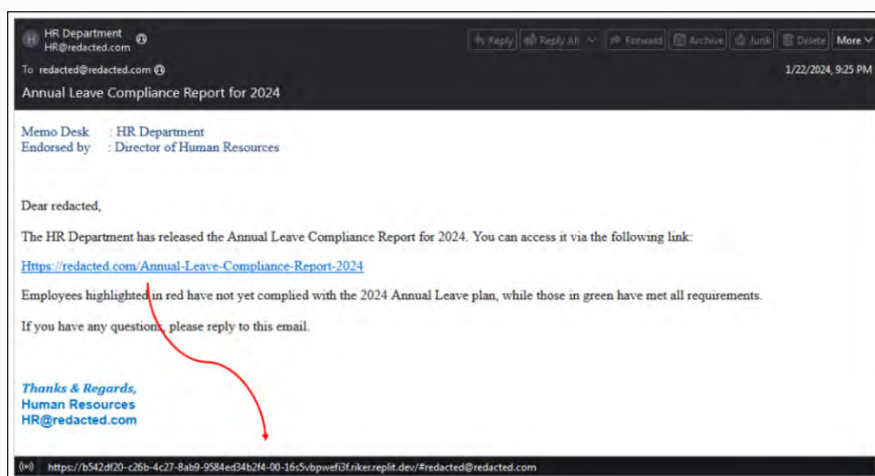 H HR Department
HR@redacted.com
Reply Reply All Forward Archive Junk Delete More
To redacted@redacted.com
1/22/2024, 9:25 PM
Annual Leave Compliance Report for 2024
Memo Desk : HR Department
Endorsed by : Director of Human Resources
Dear redacted,
The HR Department has released the Annual Leave Compliance Report for 2024. You can access it via the following link:
Https://redacted.com/Annual-Leave-Compliance-Report-2024
Employees highlighted in red have not yet complied with the 2024 Annual Leave plan, while those in green have met all requirements.
If you have any questions, please reply to this email.
Thanks & Regards,
Human Resources
HR@redacted.com
https://b542df20-c26b-4c27-8ab9-9584ed34b2f4-00-16s5vbpwefi3f.riker.replit.dev/#redacted@redacted.com